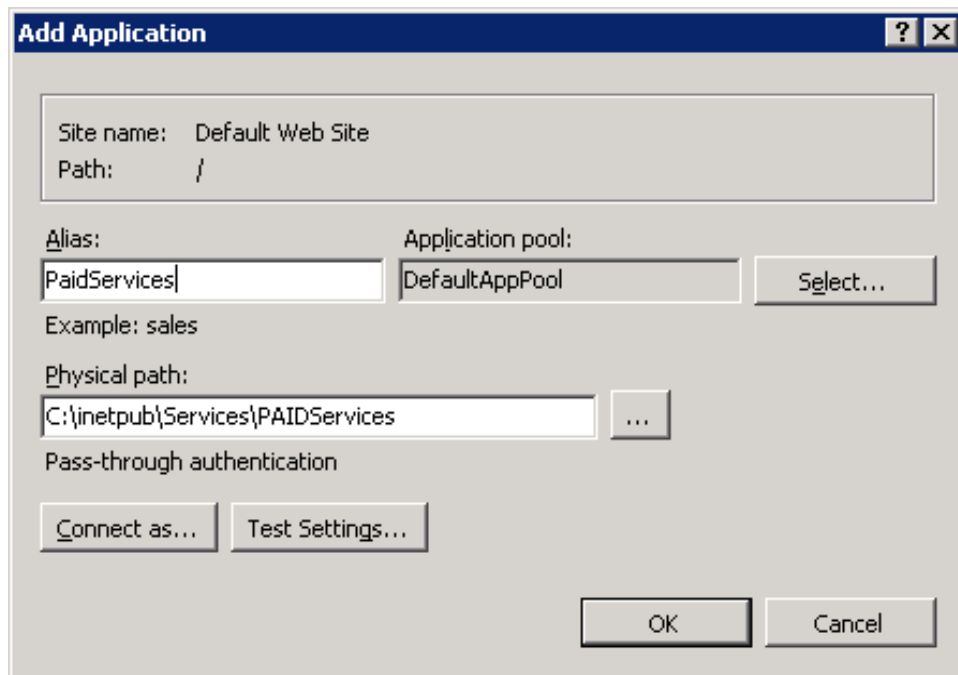 Add Application
Site name: Default Web Site
Path: /
Alias: Application pool:
PaidServices DefaultAppPool Select...
Example: sales
Physical path:
C:\inetpub\Services\PAIDServices ...
Pass-through authentication
Connect as... Test Settings...
OK Cancel